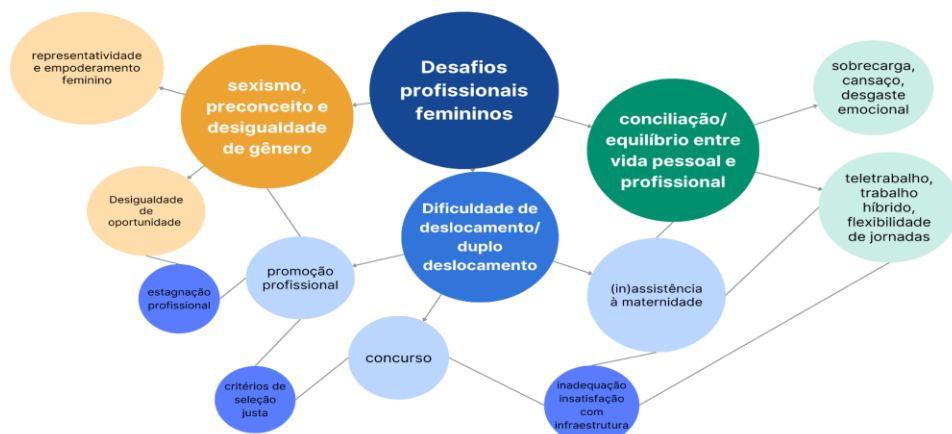 representatividade
e empoderamento
feminino
sexismo,
preconceito e
desigualdade
de gênero
Desafios
profissionais
femininos
conciliação/
equilíbrio entre
vida pessoal e
profissional
sobrecarga,
cansaço,
desgaste
emocional
Desigualdade
de
oportunidade
Dificuldade de
deslocamento/
duplo
deslocamento
teletrabalho,
trabalho
híbrido,
flexibilidade
de jornadas
estagnação
profissional
promoção
profissional
(in)assistência
à maternidade
critérios de
seleção
justa
concurso
inadequação
insatisfação
com
infraestrutura